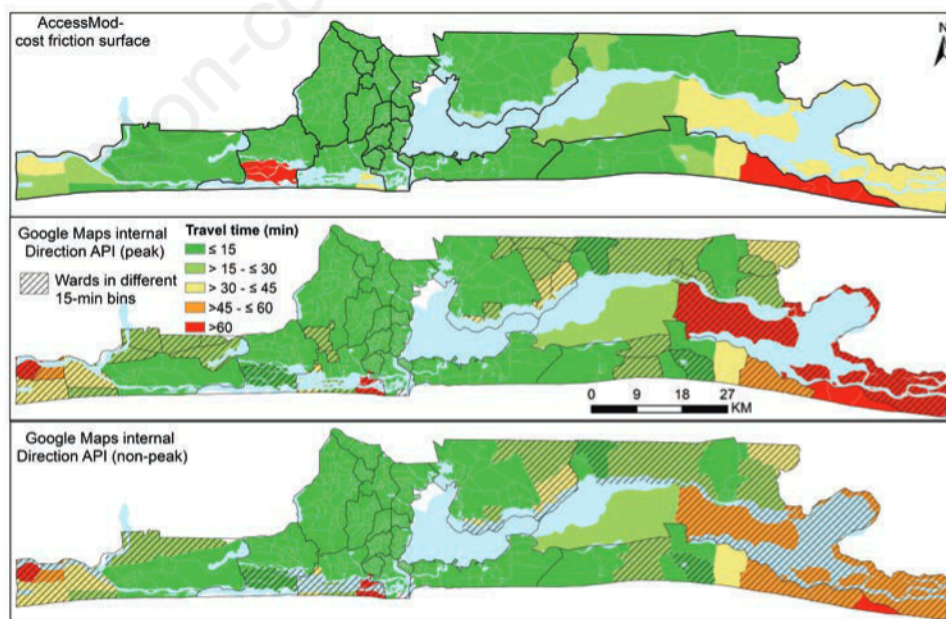 AccessMod-
cost friction surface
N
Google Maps internal
Direction API (peak)
Wards in different
15-min bins
Travel time (min)
≤ 15
> 15 - ≤ 30
> 30 - ≤ 45
>45 - ≤ 60
>60
0 9 18 27
KM
Google Maps internal
Direction API (non-peak)